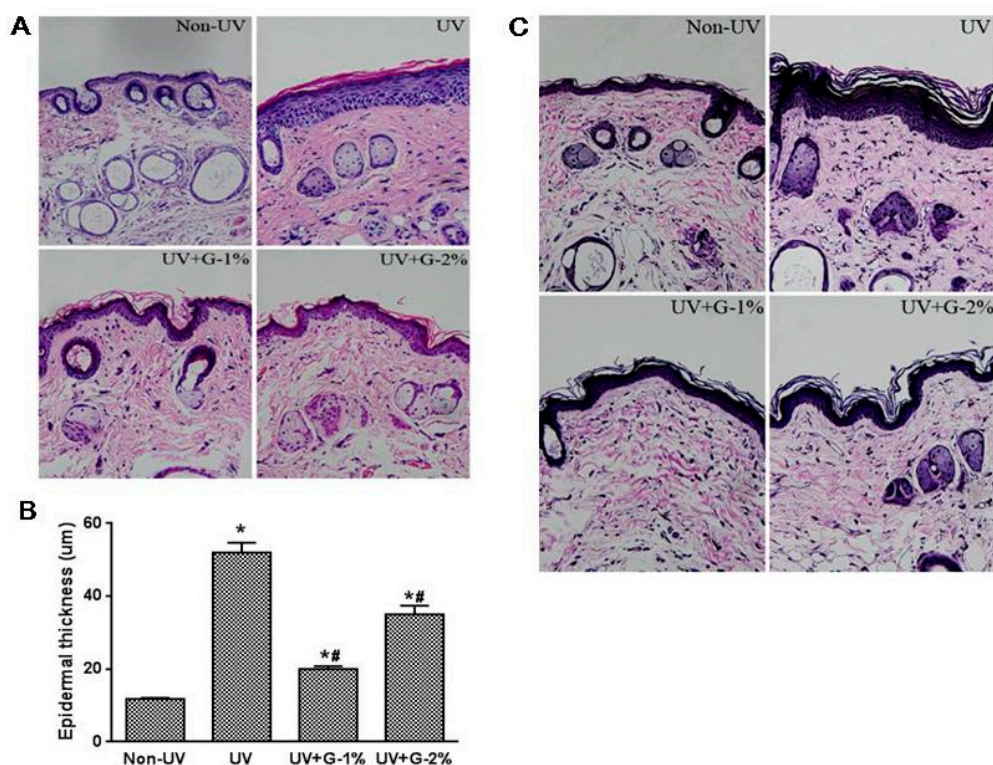 A
Non-UV
UV
UV+G-1%
UV+G-2%
B
Epidermal thickness (um)
60
40
20
0
*
*#
*#
Non-UV
UV
UV+G-1%
UV+G-2%
C
Non-UV
UV
UV+G-1%
UV+G-2%